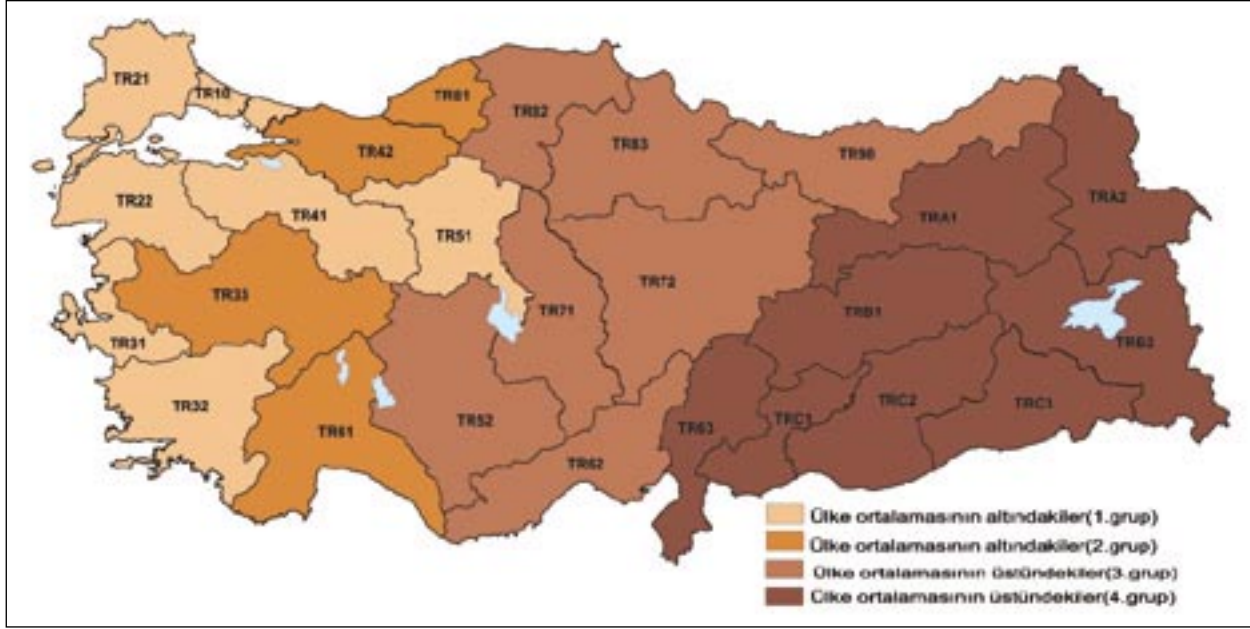 TR21
TR10
TR81
TR82
TR42
TR83
TR90
TR22
TR41
TR51
TRA1
TRA2
TR33
TR72
TR71
TRB1
TR31
TR32
TR61
TR52
TR62
TR63
TRC1
TRC2
Ülke ortalamasının altındakiler(1.grup)
Ülke ortalamasının altındakiler(2.grup)
Ülke ortalamasının üstündekiler(3.grup)
Ülke ortalamasının üstündekiler(4.grup)